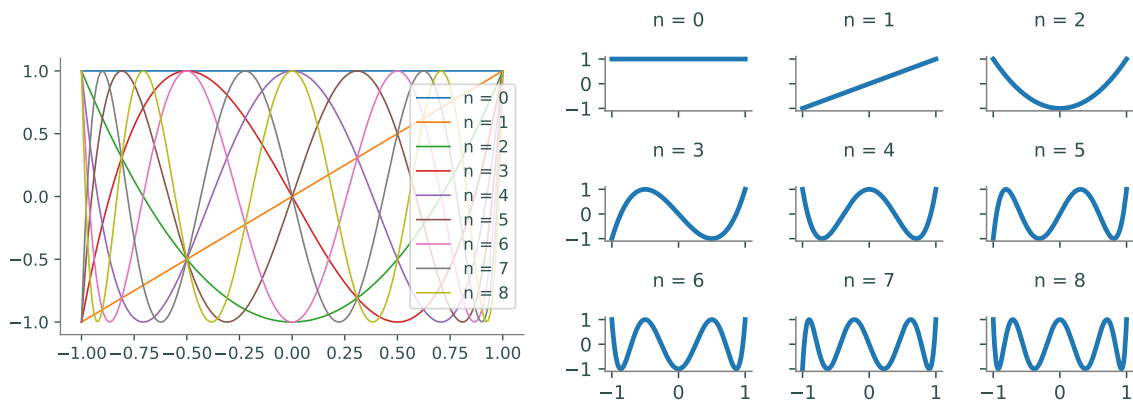 1.0
0.5
0.0
−0.5
−1.0
−1.00 −0.75 −0.50 −0.25 0.00 0.25 0.50 0.75 1.00
n = 0
n = 1
n = 2
n = 3
n = 4
n = 5
n = 6
n = 7
n = 8
n = 0 n = 1 n = 2
1
0
−1
n = 3 n = 4 n = 5
1
0
−1
n = 6 n = 7 n = 8
1
0
−1
−1 0 1 −1 0 1 −1 0 1